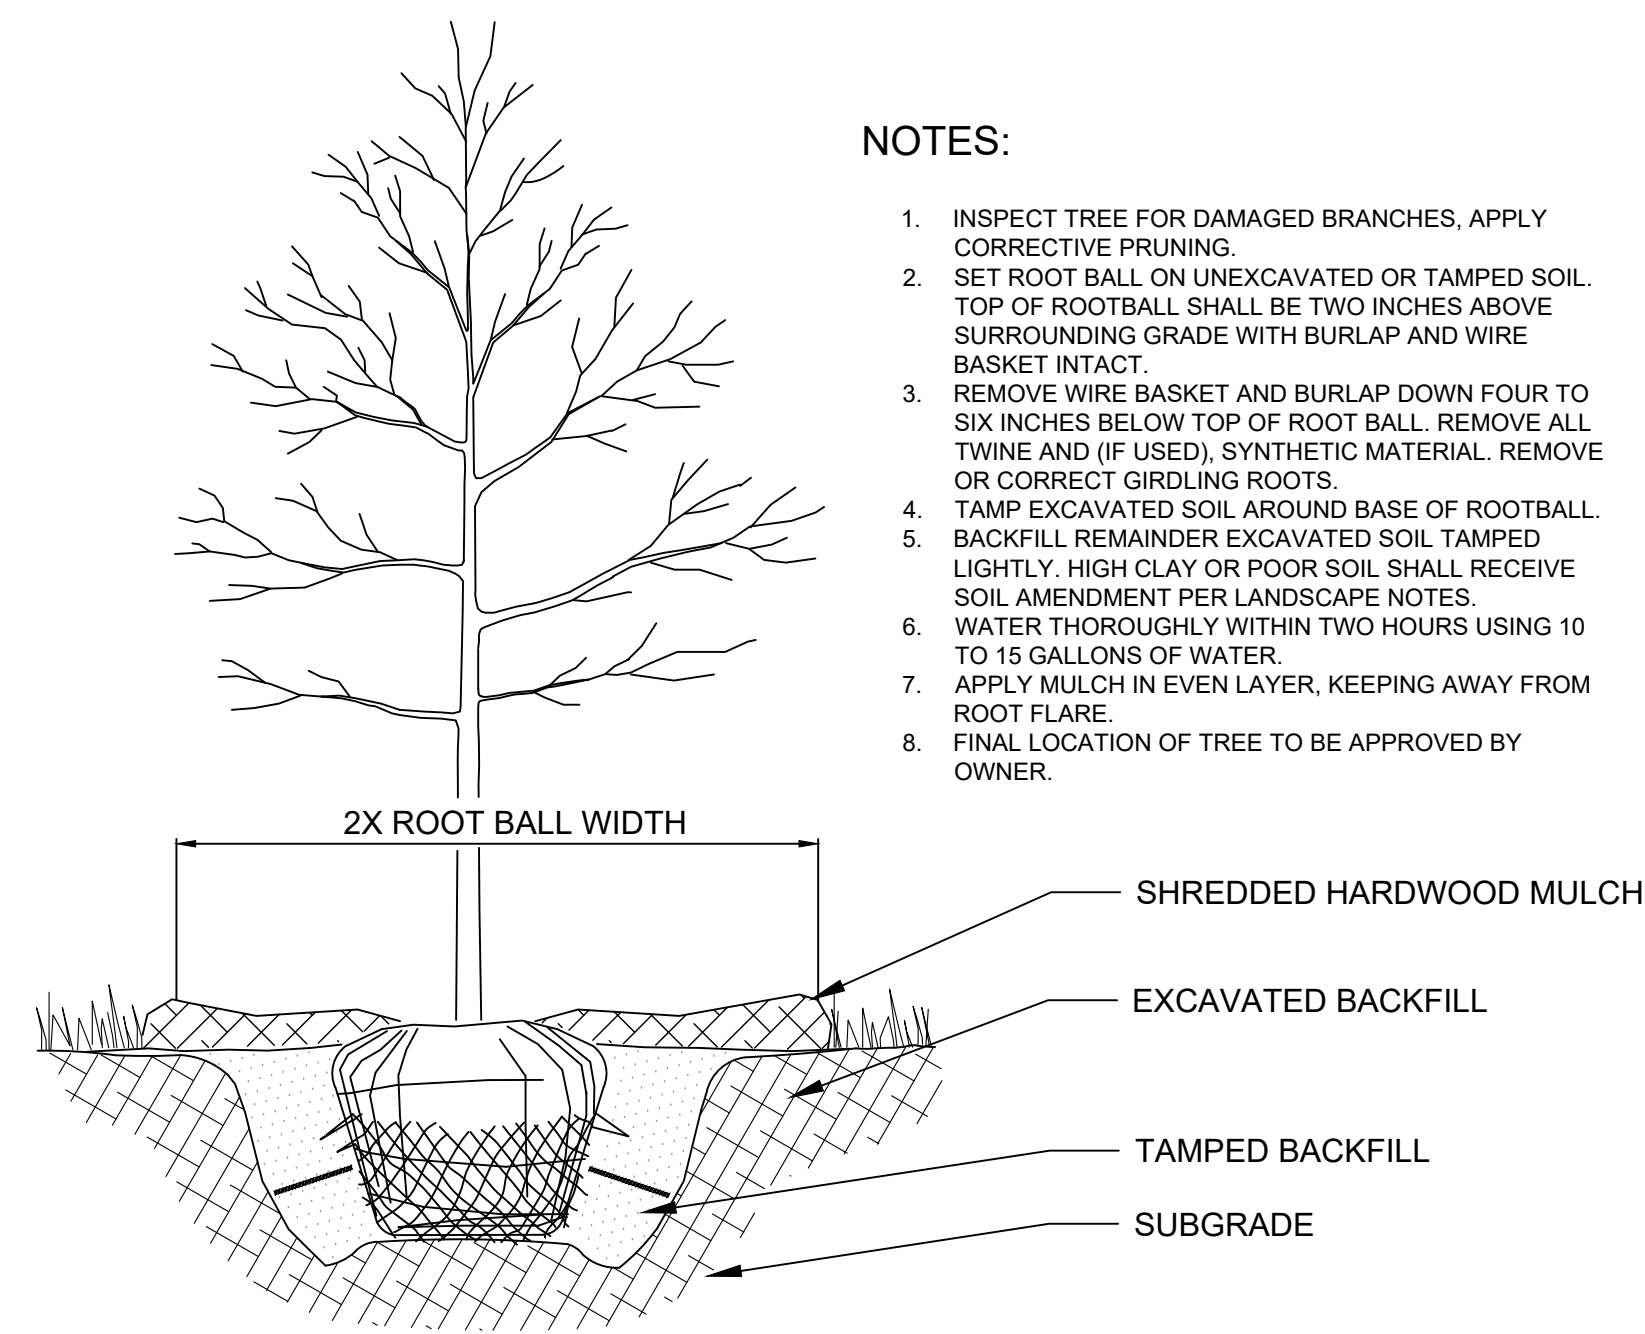 NOTES:
1. INSPECT TREE FOR DAMAGED BRANCHES, APPLY
CORRECTIVE PRUNING.
2. SET ROOT BALL ON UNEXCAVATED OR TAMPED SOIL.
TOP OF ROOTBALL SHALL BE TWO INCHES ABOVE
SURROUNDING GRADE WITH BURLAP AND WIRE
BASKET INTACT.
3. REMOVE WIRE BASKET AND BURLAP DOWN FOUR TO
SIX INCHES BELOW TOP OF ROOT BALL. REMOVE ALL
TWINE AND (IF USED), SYNTHETIC MATERIAL. REMOVE
OR CORRECT GIRDLING ROOTS.
4. TAMP EXCAVATED SOIL AROUND BASE OF ROOTBALL.
5. BACKFILL REMAINDER EXCAVATED SOIL TAMPED
LIGHTLY. HIGH CLAY OR POOR SOIL SHALL RECEIVE
SOIL AMENDMENT PER LANDSCAPE NOTES.
6. WATER THOROUGHLY WITHIN TWO HOURS USING 10
TO 15 GALLONS OF WATER.
7. APPLY MULCH IN EVEN LAYER, KEEPING AWAY FROM
ROOT FLARE.
8. FINAL LOCATION OF TREE TO BE APPROVED BY
OWNER.
2X ROOT BALL WIDTH
SHREDDED HARDWOOD MULCH
EXCAVATED BACKFILL
TAMPED BACKFILL
SUBGRADE